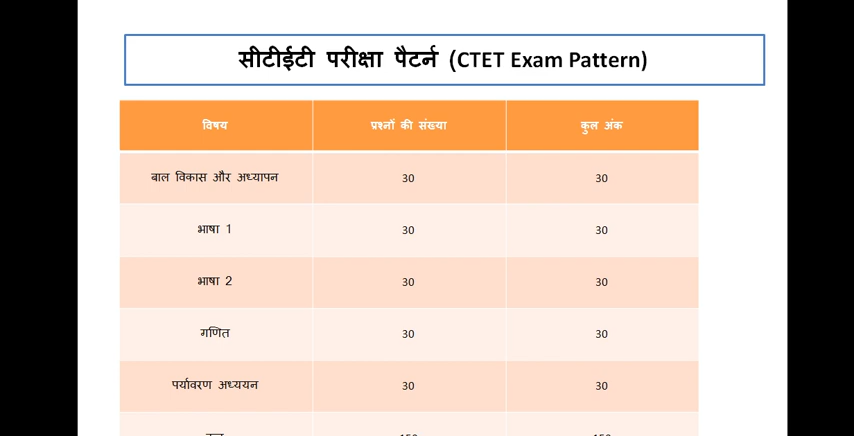 सीटीईटी परीक्षा पैटर्न (CTET Exam Pattern)
विषय प्रश्नों की संख्या कुल अंक
बाल विकास और अध्यापन 30 30
भाषा 1 30 30
भाषा 2 30 30
गणित 30 30
पर्यावरण अध्ययन 30 30